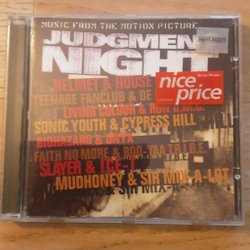 MUSIC FROM THE MOTION PICTURE
JUDGMENT
NIGHT
HELMET & HOUSE
TEENAGE FANCLUB & DE
LIVING COLOUR & RUN D.M.C.
SONIC YOUTH & CYPRESS HILL
BIOHAZARD & ONYX
FAITH NO MORE & BOO-YAA T.R.I.B.E.
SLAYER & ICE-T
MUDHONEY & SIR MIX-A-LOT
nice
price